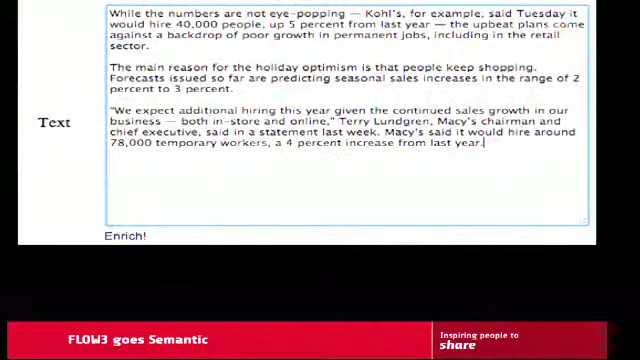 While the numbers are not eye-popping — Kohl's, for example, said Tuesday it
would hire 40,000 people, up 5 percent from last year — the upbeat plans come
against a backdrop of poor growth in permanent jobs, including in the retail
sector.
The main reason for the holiday optimism is that people keep shopping.
Forecasts issued so far are predicting seasonal sales increases in the range of 2
percent to 3 percent.
"We expect additional hiring this year given the continued sales growth in our
business — both in-store and online," Terry Lundgren, Macy's chairman and
chief executive, said in a statement last week. Macy's said it would hire around
78,000 temporary workers, a 4 percent increase from last year.
Text
Enrich!
FLOW3 goes Semantic
Inspiring people to
share